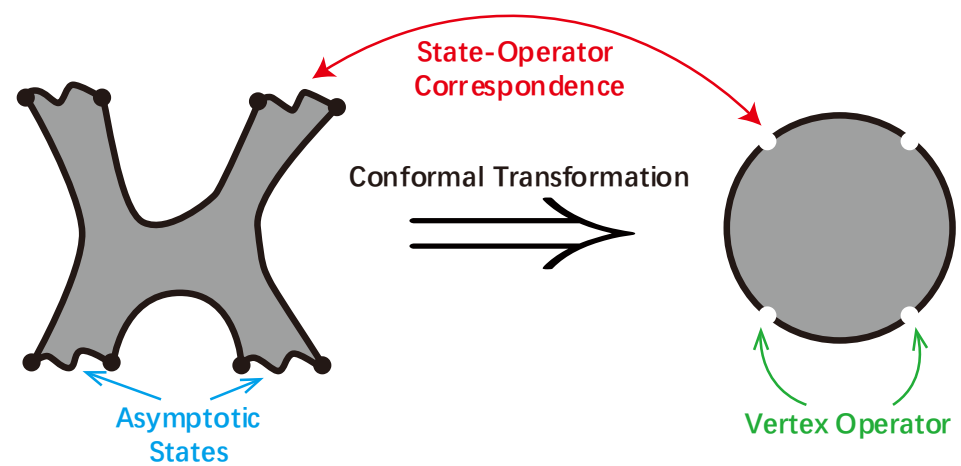 State-Operator
Correspondence
Conformal Transformation
Asymptotic
States
Vertex Operator